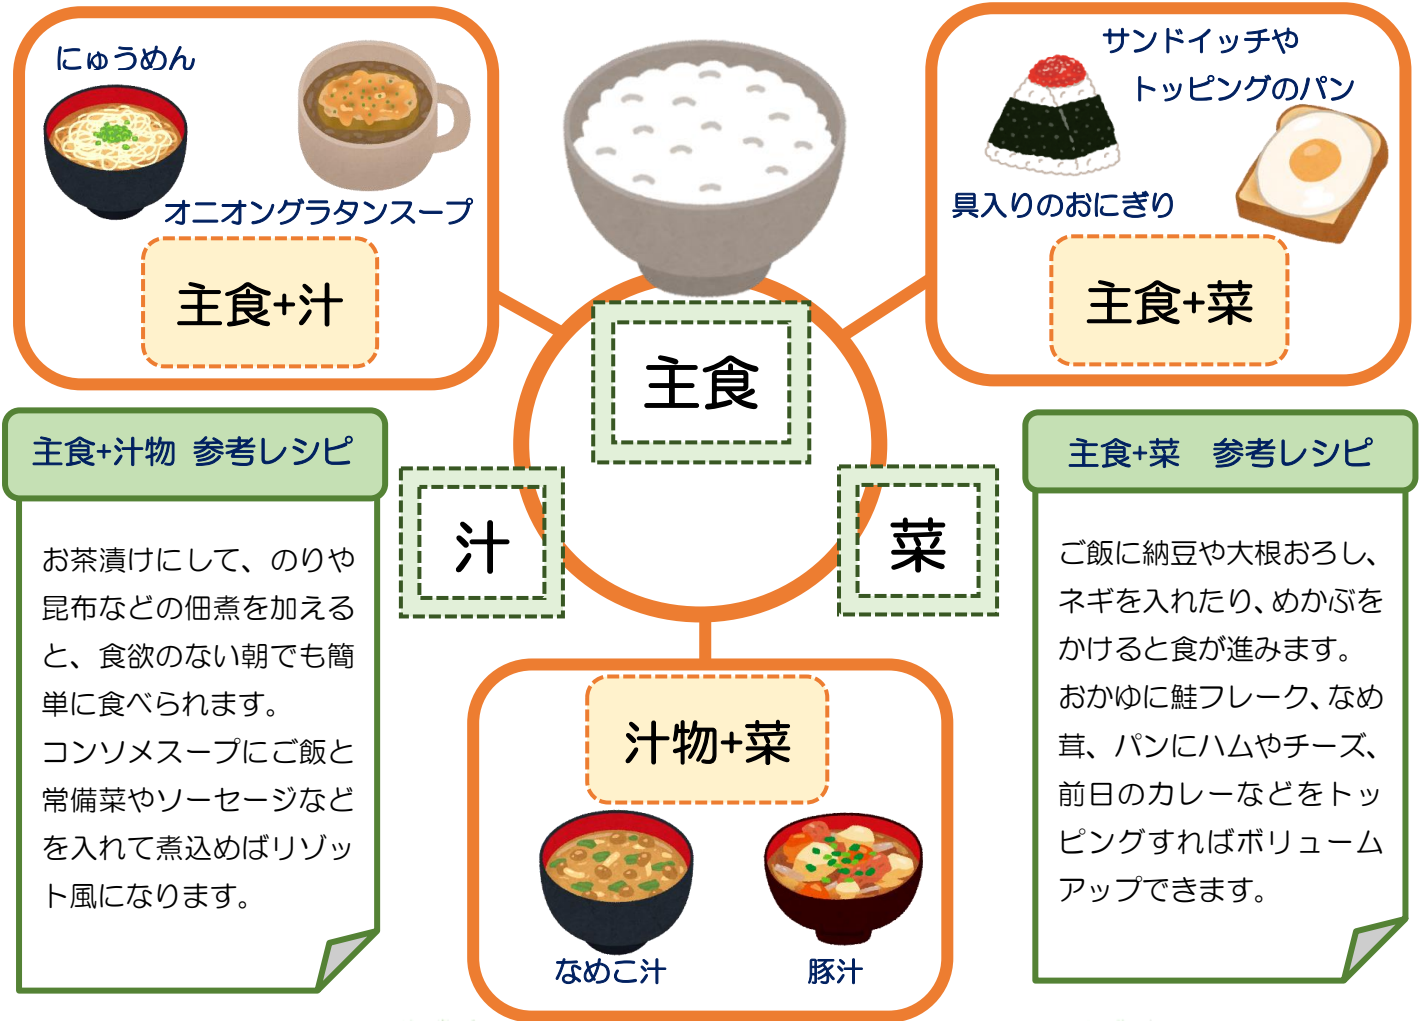 にゅうめん
オニオングラタンスープ
主食+汁
サンドイッチや
トッピングのパン
具入りのおにぎり
主食+菜
主食
汁
菜
主食+汁物 参考レシピ
お茶漬けにして、のりや
昆布などの佃煮を加える
と、食欲のない朝でも簡
単に食べられます。
コンソメスープにご飯と
常備菜やソーセージなど
を入れて煮込めばリゾッ
ト風になります。
主食+菜　参考レシピ
ご飯に納豆や大根おろし、
ネギを入れたり、めかぶを
かけると食が進みます。
おかゆに鮭フレーク、なめ
茸、パンにハムやチーズ、
前日のカレーなどをトッ
ピングすればボリューム
アップできます。
汁物+菜
なめこ汁
豚汁